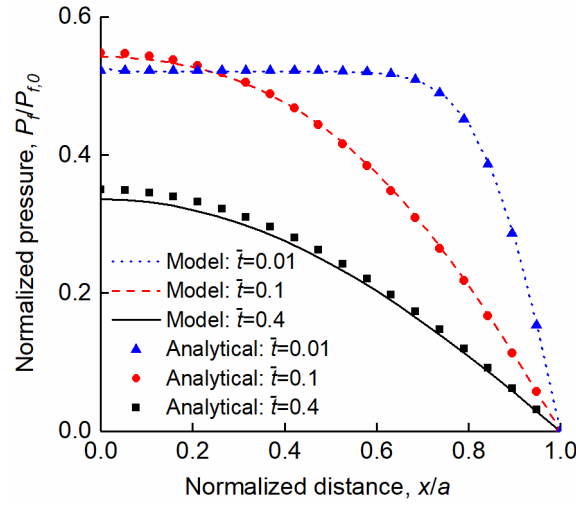 0.6
0.4
0.2
0.0
Normalized pressure, Pf/Pf,0
Model: t̄=0.01
Model: t̄=0.1
Model: t̄=0.4
Analytical: t̄=0.01
Analytical: t̄=0.1
Analytical: t̄=0.4
0.0 0.2 0.4 0.6 0.8 1.0
Normalized distance, x/a